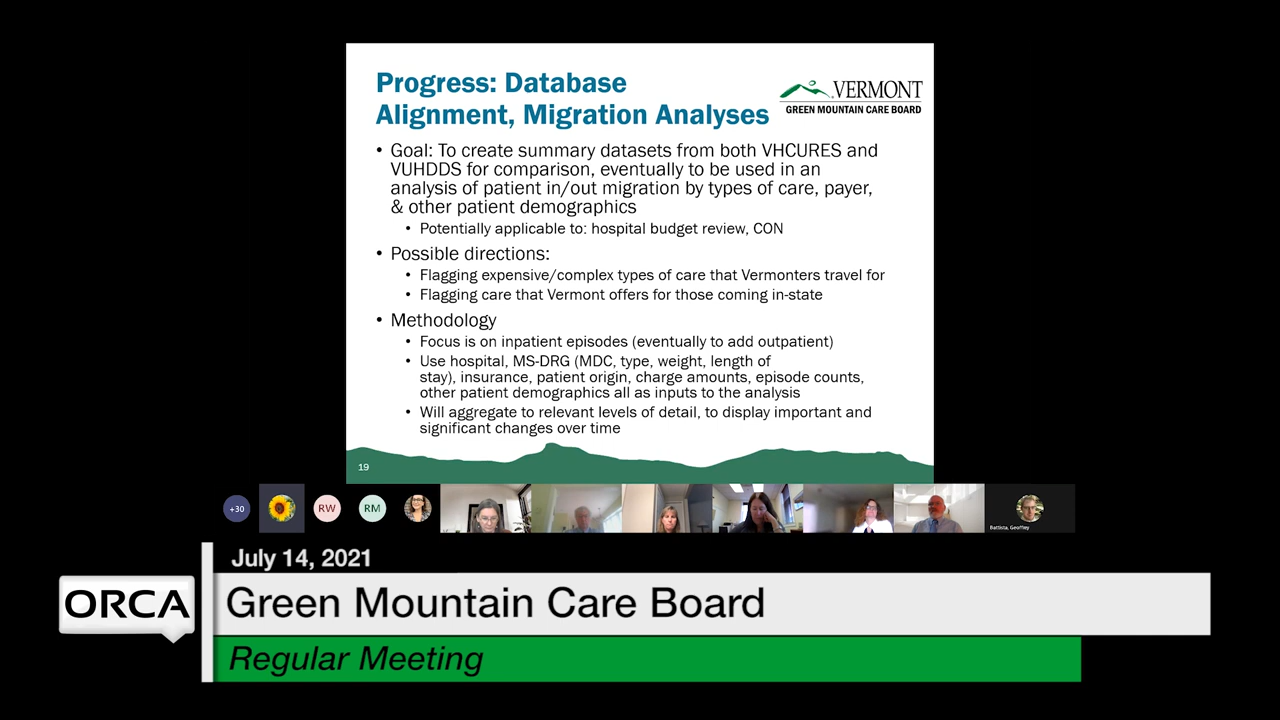 Progress: Database
Alignment, Migration Analyses
VERMONT
GREEN MOUNTAIN CARE BOARD
• Goal: To create summary datasets from both VHCURES and
VUHDDS for comparison, eventually to be used in an
analysis of patient in/out migration by types of care, payer,
& other patient demographics
• Potentially applicable to: hospital budget review, CON
• Possible directions:
• Flagging expensive/complex types of care that Vermonters travel for
• Flagging care that Vermont offers for those coming in-state
• Methodology
• Focus is on inpatient episodes (eventually to add outpatient)
• Use hospital, MS-DRG (MDC, type, weight, length of
stay), insurance, patient origin, charge amounts, episode counts,
other patient demographics all as inputs to the analysis
• Will aggregate to relevant levels of detail, to display important and
significant changes over time
19
+30
RW
RM
Battista, Geoffrey
July 14, 2021
ORCA
Green Mountain Care Board
Regular Meeting